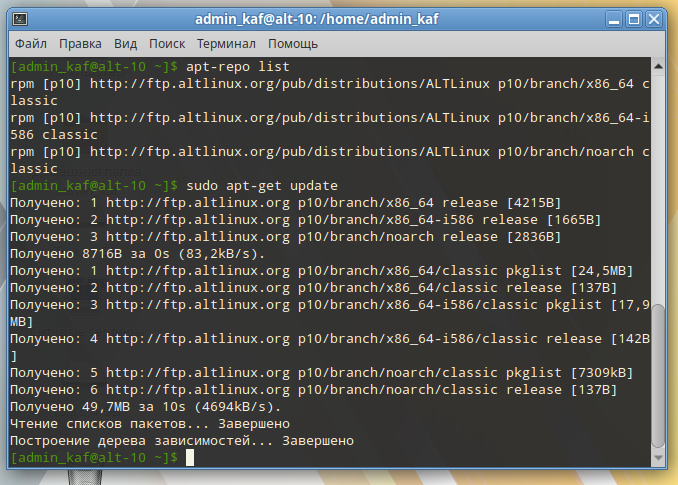 admin_kaf@alt-10: /home/admin_kaf
Файл Правка Вид Поиск Терминал Помощь
[admin_kaf@alt-10 ~]$ apt-repo list
rpm [p10] http://ftp.altlinux.org/pub/distributions/ALTLinux p10/branch/x86_64 c
lassic
rpm [p10] http://ftp.altlinux.org/pub/distributions/ALTLinux p10/branch/x86_64-i
586 classic
rpm [p10] http://ftp.altlinux.org/pub/distributions/ALTLinux p10/branch/noarch c
lassic
[admin_kaf@alt-10 ~]$ sudo apt-get update
Получено: 1 http://ftp.altlinux.org p10/branch/x86_64 release [4215B]
Получено: 2 http://ftp.altlinux.org p10/branch/x86_64-i586 release [1665B]
Получено: 3 http://ftp.altlinux.org p10/branch/noarch release [2836B]
Получено 8716B за 0s (83,2kB/s).
Получено: 1 http://ftp.altlinux.org p10/branch/x86_64/classic pkglist [24,5MB]
Получено: 2 http://ftp.altlinux.org p10/branch/x86_64/classic release [137B]
Получено: 3 http://ftp.altlinux.org p10/branch/x86_64-i586/classic pkglist [17,9
MB]
Получено: 4 http://ftp.altlinux.org p10/branch/x86_64-i586/classic release [142B
]
Получено: 5 http://ftp.altlinux.org p10/branch/noarch/classic pkglist [7309kB]
Получено: 6 http://ftp.altlinux.org p10/branch/noarch/classic release [137B]
Получено 49,7MB за 10s (4694kB/s).
Чтение списков пакетов... Завершено
Построение дерева зависимостей... Завершено
[admin_kaf@alt-10 ~]$